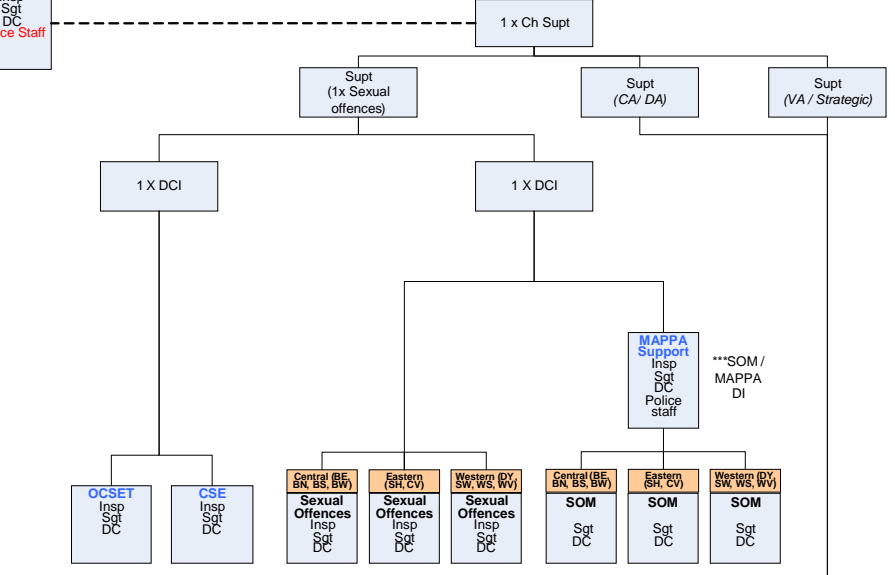 Sgt
DC
ce Staff
1 x Ch Supt
Supt
(1x Sexual
offences)
Supt
(CA/ DA)
Supt
(VA / Strategic)
1 X DCI
1 X DCI
MAPPA
Support
Insp
Sgt
DC
Police
staff
***SOM /
MAPPA
DI
OCSET
Insp
Sgt
DC
CSE
Insp
Sgt
DC
Central (BE,
BN, BS, BW)
Sexual
Offences
Insp
Sgt
DC
Eastern
(SH, CV)
Sexual
Offences
Insp
Sgt
DC
Western (DY,
SW, WS, WV)
Sexual
Offences
Insp
Sgt
DC
Central (BE,
BN, BS, BW)
SOM
Sgt
DC
Eastern
(SH, CV)
SOM
Sgt
DC
Western (DY,
SW, WS, WV)
SOM
Sgt
DC